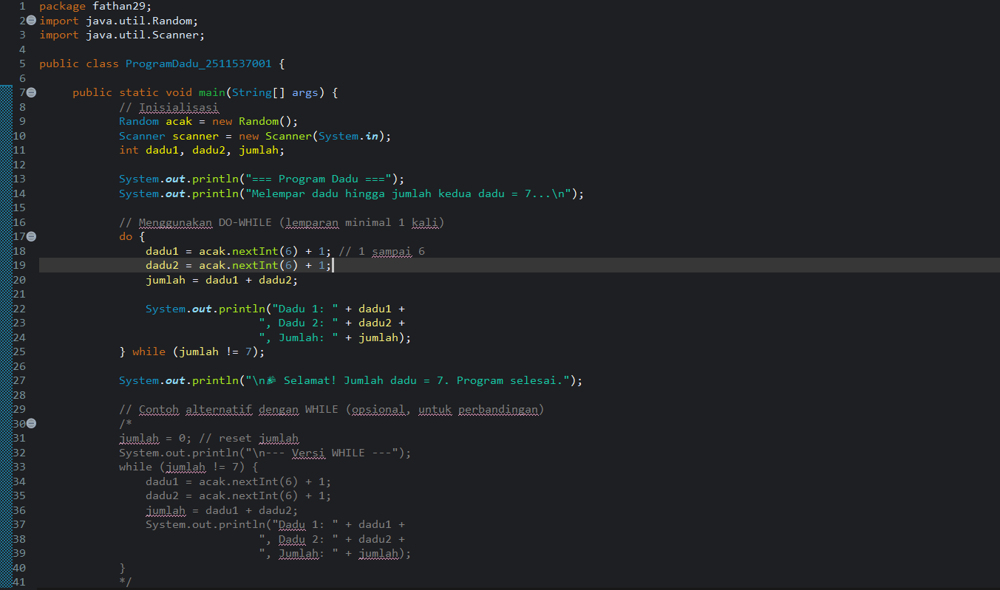 1 package fathan29;
2 import java.util.Random;
3 import java.util.Scanner;
4
5 public class ProgramDadu_2511537001 {
6
7     public static void main(String[] args) {
8            // Inisialisasi
9            Random acak = new Random();
10            Scanner scanner = new Scanner(System.in);
11            int dadu1, dadu2, jumlah;
12
13            System.out.println("=== Program Dadu ===");
14            System.out.println("Melempar dadu hingga jumlah kedua dadu = 7...\n");
15
16            // Menggunakan DO-WHILE (lemparan minimal 1 kali)
17            do {
18                dadu1 = acak.nextInt(6) + 1; // 1 sampai 6
19                dadu2 = acak.nextInt(6) + 1;
20                jumlah = dadu1 + dadu2;
21
22                System.out.println("Dadu 1: " + dadu1 +
23                                 ", Dadu 2: " + dadu2 +
24                                 ", Jumlah: " + jumlah);
25            } while (jumlah != 7);
26
27            System.out.println("\n🎉 Selamat! Jumlah dadu = 7. Program selesai.");
28
29            // Contoh alternatif dengan WHILE (opsional, untuk perbandingan)
30            /*
31            jumlah = 0; // reset jumlah
32            System.out.println("\n--- Versi WHILE ---");
33            while (jumlah != 7) {
34                dadu1 = acak.nextInt(6) + 1;
35                dadu2 = acak.nextInt(6) + 1;
36                jumlah = dadu1 + dadu2;
37                System.out.println("Dadu 1: " + dadu1 +
38                                 ", Dadu 2: " + dadu2 +
39                                 ", Jumlah: " + jumlah);
40            }
41            */